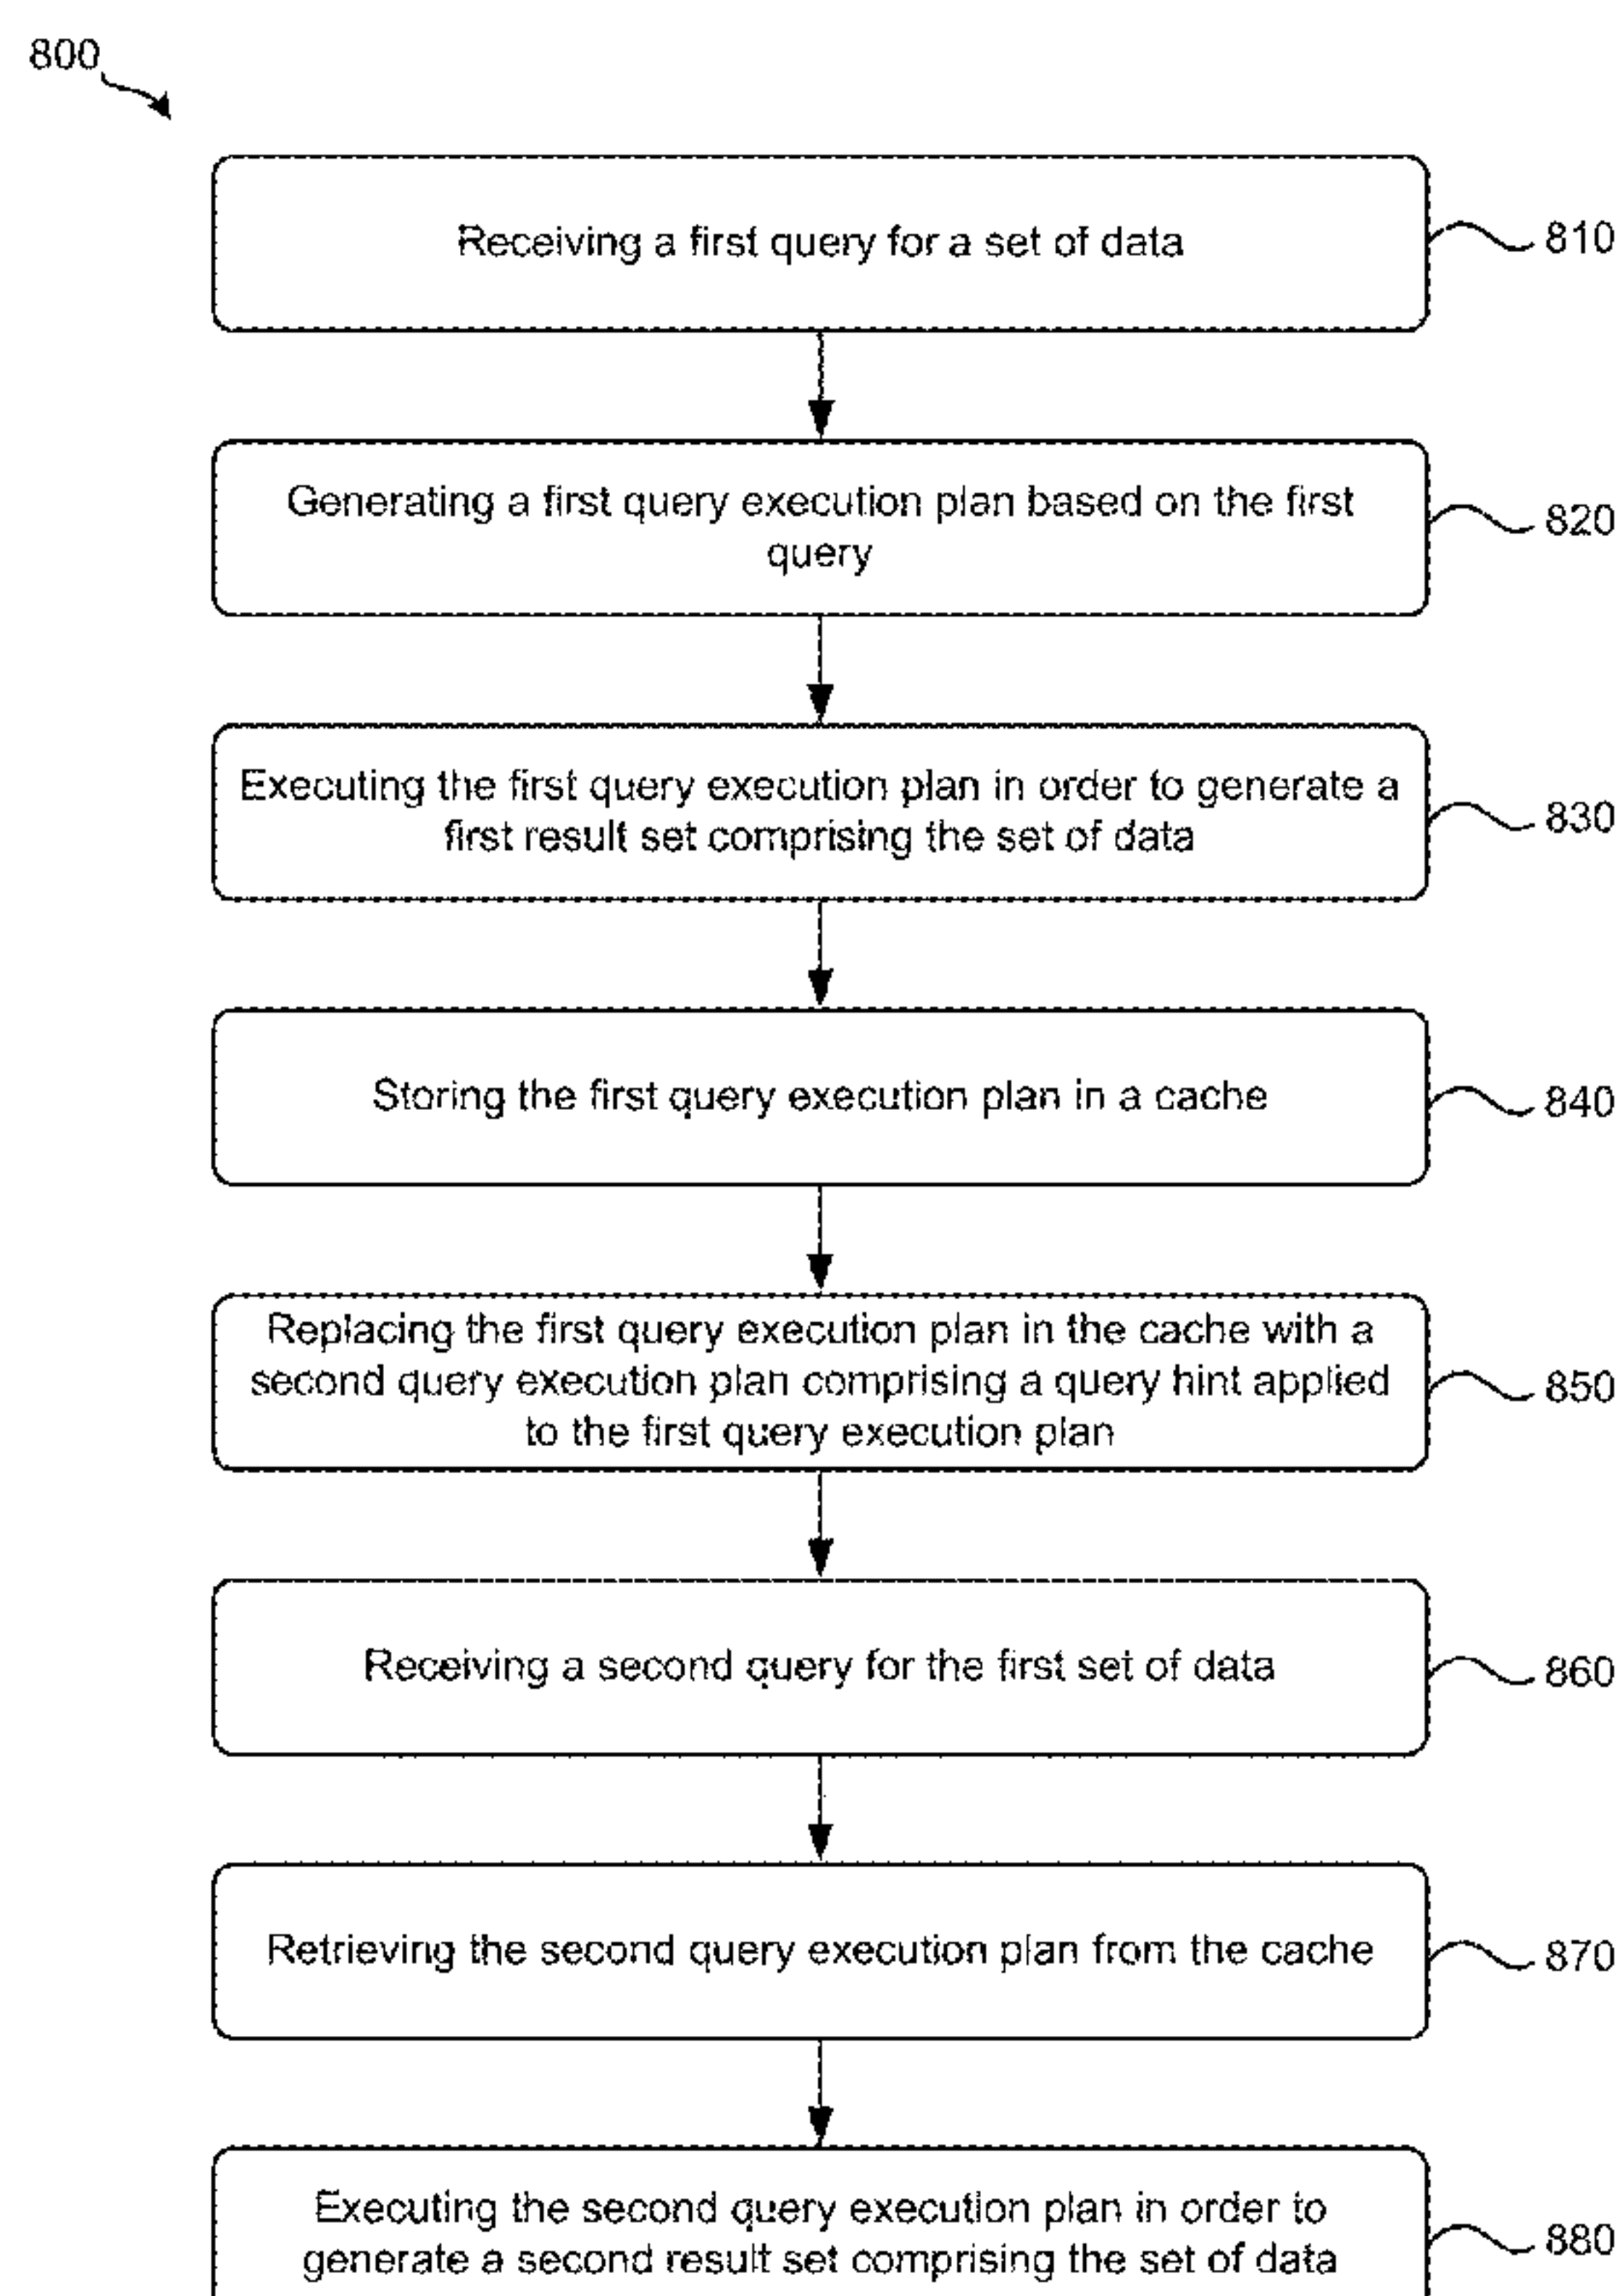 800
Receiving a first query for a set of data
810
Generating a first query execution plan based on the first
query
820
Executing the first query execution plan in order to generate a
first result set comprising the set of data
830
Storing the first query execution plan in a cache
840
Replacing the first query execution plan in the cache with a
second query execution plan comprising a query hint applied
to the first query execution plan
850
Receiving a second query for the first set of data
860
Retrieving the second query execution plan from the cache
870
Executing the second query execution plan in order to
generate a second result set comprising the set of data
880